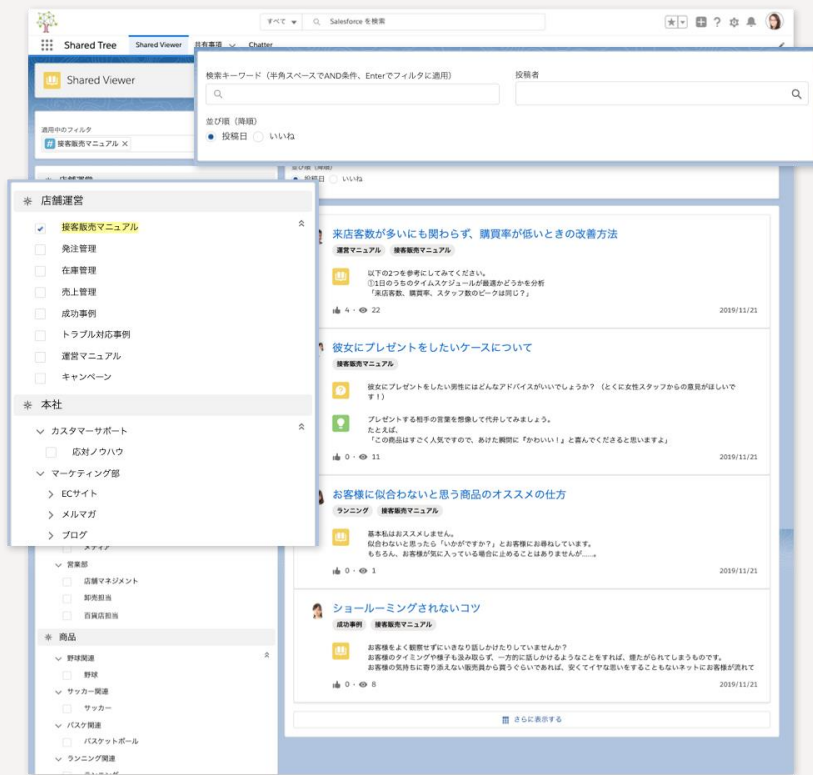 すべて
Salesforce を検索
Shared Tree
Shared Viewer
共有事項
Chatter
Shared Viewer
検索キーワード（半角スペースでAND条件、Enterでフィルタに適用）
投稿者
並び順（降順）
投稿日
いいね
適用中のフィルタ
# 接客販売マニュアル ×
店舗運営
並び順（降順）
投稿日
いいね
店舗運営
接客販売マニュアル
発注管理
在庫管理
売上管理
成功事例
トラブル対応事例
運営マニュアル
キャンペーン
本社
カスタマーサポート
応対ノウハウ
マーケティング部
ECサイト
メルマガ
ブログ
メディア
営業部
店舗マネジメント
卸売担当
百貨店担当
商品
野球関連
野球
サッカー関連
サッカー
バスケ関連
バスケットボール
ランニング関連
ランニング
来店客数が多いにも関わらず、購買率が低いときの改善方法
運営マニュアル 接客販売マニュアル
以下の2つを参考にしてみてください。
①1日のうちのタイムスケジュールが最適かどうかを分析
「来店客数、購買率、スタッフ数のピークは同じ？」
4・22
2019/11/21
彼女にプレゼントをしたいケースについて
接客販売マニュアル
彼女にプレゼントをしたい男性にはどんなアドバイスがいいでしょうか？（とくに女性スタッフからの意見がほしいで
す！）
プレゼントする相手の言葉を想像して代弁してみましょう。
たとえば、
「この商品はすごく人気ですので、あけた瞬間に『かわいい！』と喜んでくださると思いますよ」
0・11
2019/11/21
お客様に似合わないと思う商品のオススメの仕方
ランニング 接客販売マニュアル
基本私はおススメしません。
似合わないと思ったら「いかがですか？」とお客様にお尋ねしています。
もちろん、お客様が気に入っている場合に止めることはありませんが……。
0・1
2019/11/21
ショールーミングされないコツ
成功事例 接客販売マニュアル
お客様をよく観察せずにいきなり話しかけたりしていませんか？
お客様のタイミングや様子も汲み取らず、一方的に話しかけるようなことをすれば、煙たがられてしまうものです。
お客様の気持ちに寄り添えない販売員から買うぐらいであれば、安くてイヤな思いをすることもないネットにお客様が流れて
0・8
2019/11/21
さらに表示する